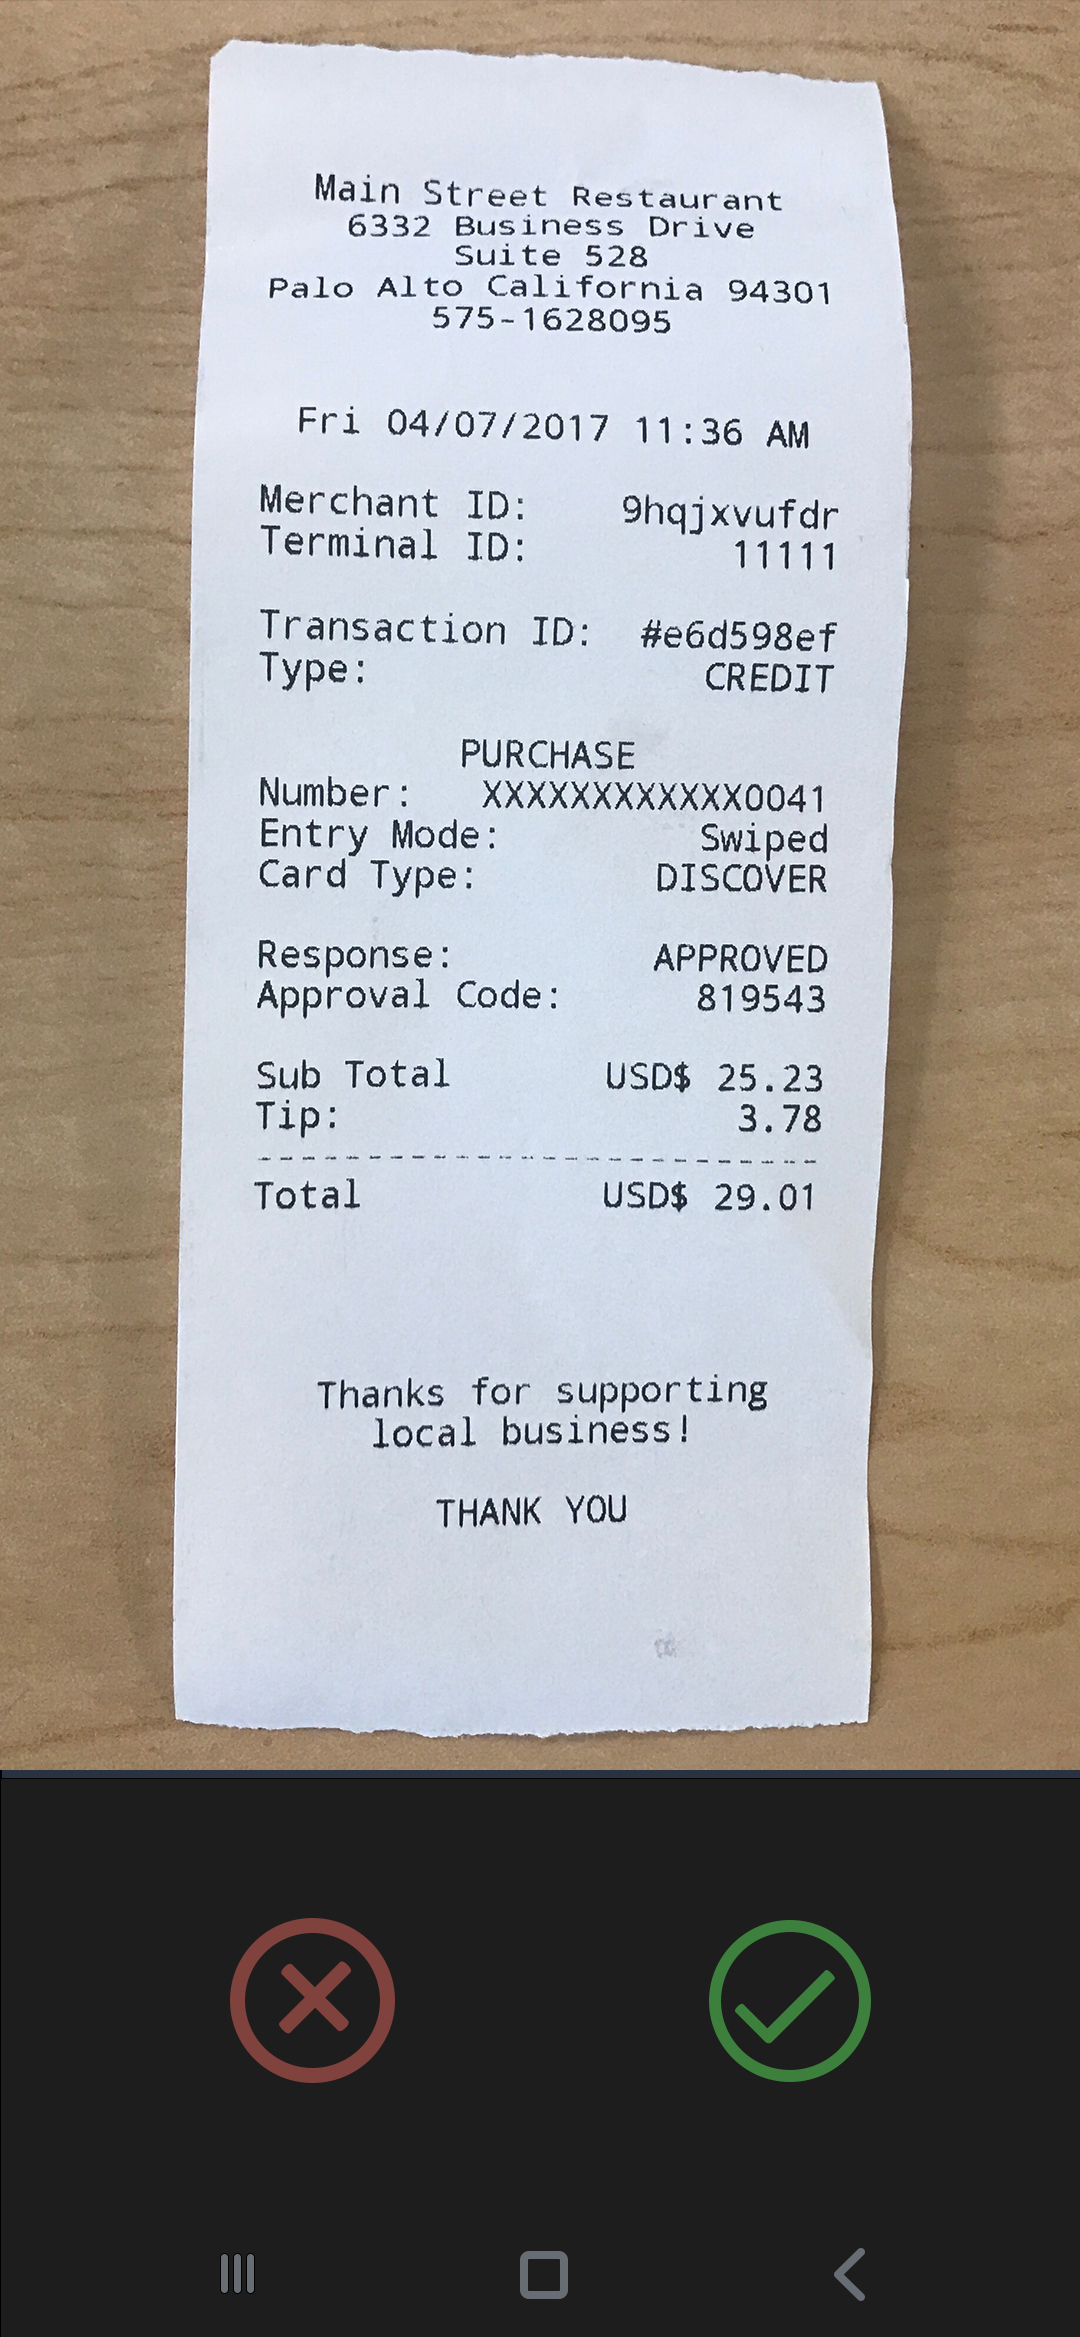 Main Street Restaurant
6332 Business Drive
Suite 528
Palo Alto California 94301
575-1628095
Fri 04/07/2017 11:36 AM
Merchant ID: 9hqjxvufdr
Terminal ID: 11111
Transaction ID: #e6d598ef
Type: CREDIT
PURCHASE
Number: XXXXXXXXXXXX0041
Entry Mode: Swiped
Card Type: DISCOVER
Response: APPROVED
Approval Code: 819543
Sub Total USD$ 25.23
Tip: 3.78
--------------------------
Total USD$ 29.01
Thanks for supporting
local business!
THANK YOU